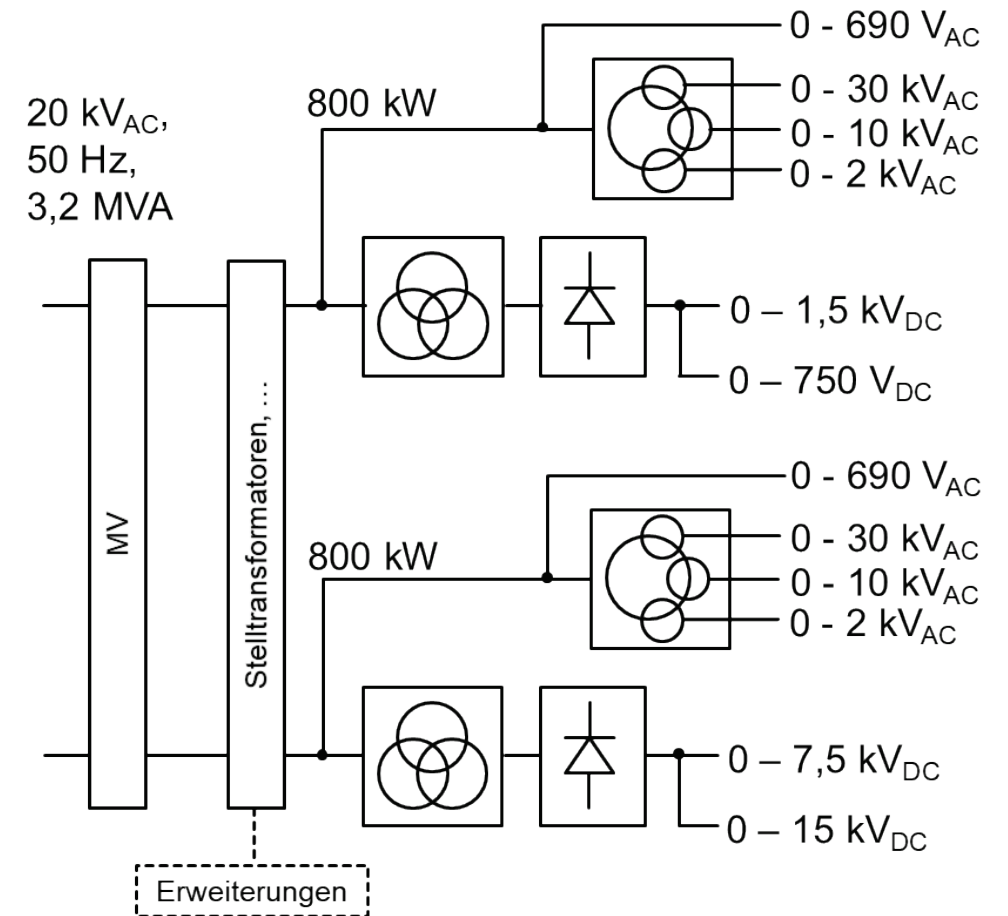 20 kV_AC,
50 Hz,
3,2 MVA
800 kW
0 - 690 V_AC
0 - 30 kV_AC
0 - 10 kV_AC
0 - 2 kV_AC
0 – 1,5 kV_DC
0 – 750 V_DC
MV
Stelltransformatoren, ...
800 kW
0 - 690 V_AC
0 - 30 kV_AC
0 - 10 kV_AC
0 - 2 kV_AC
0 – 7,5 kV_DC
0 – 15 kV_DC
Erweiterungen